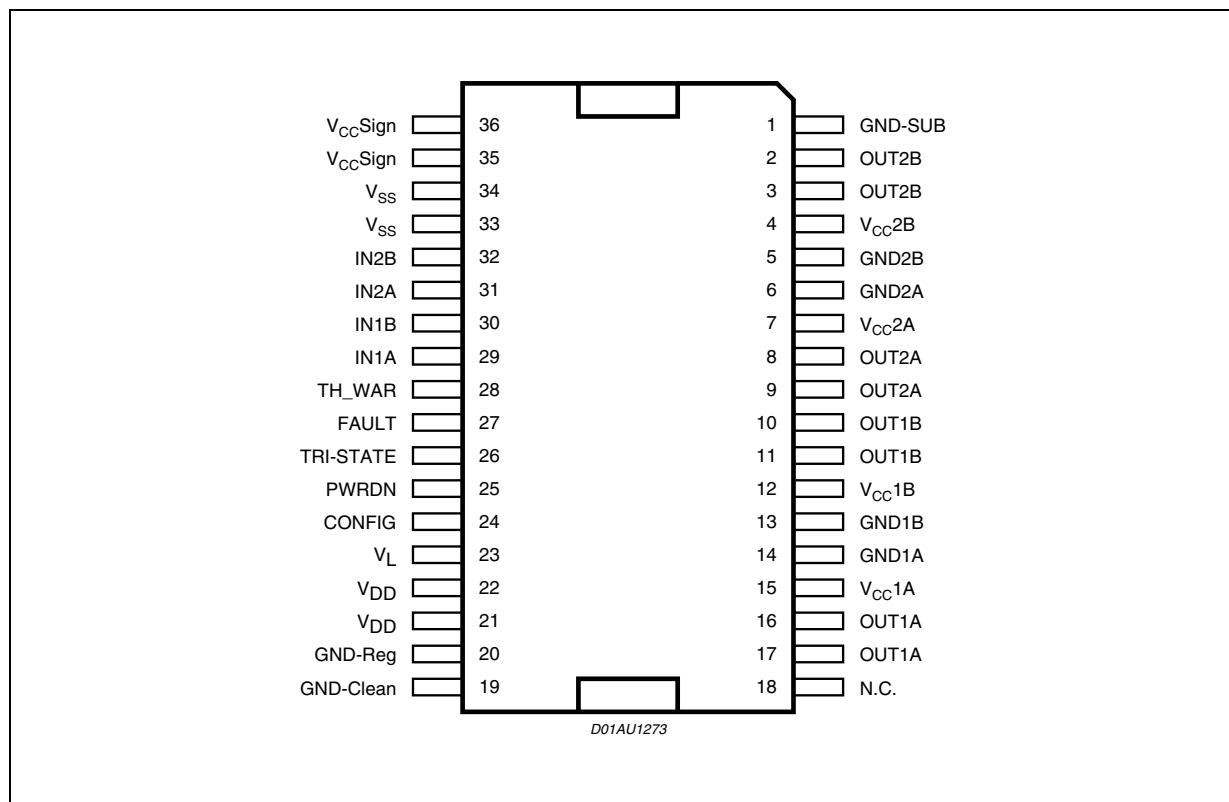 VCCSign 36 1 GND-SUB
VCCSign 35 2 OUT2B
VSS 34 3 OUT2B
VSS 33 4 VCC2B
IN2B 32 5 GND2B
IN2A 31 6 GND2A
IN1B 30 7 VCC2A
IN1A 29 8 OUT2A
TH_WAR 28 9 OUT2A
FAULT 27 10 OUT1B
TRI-STATE 26 11 OUT1B
PWRDN 25 12 VCC1B
CONFIG 24 13 GND1B
VL 23 14 GND1A
VDD 22 15 VCC1A
VDD 21 16 OUT1A
GND-Reg 20 17 OUT1A
GND-Clean 19 18 N.C.
D01AU1273